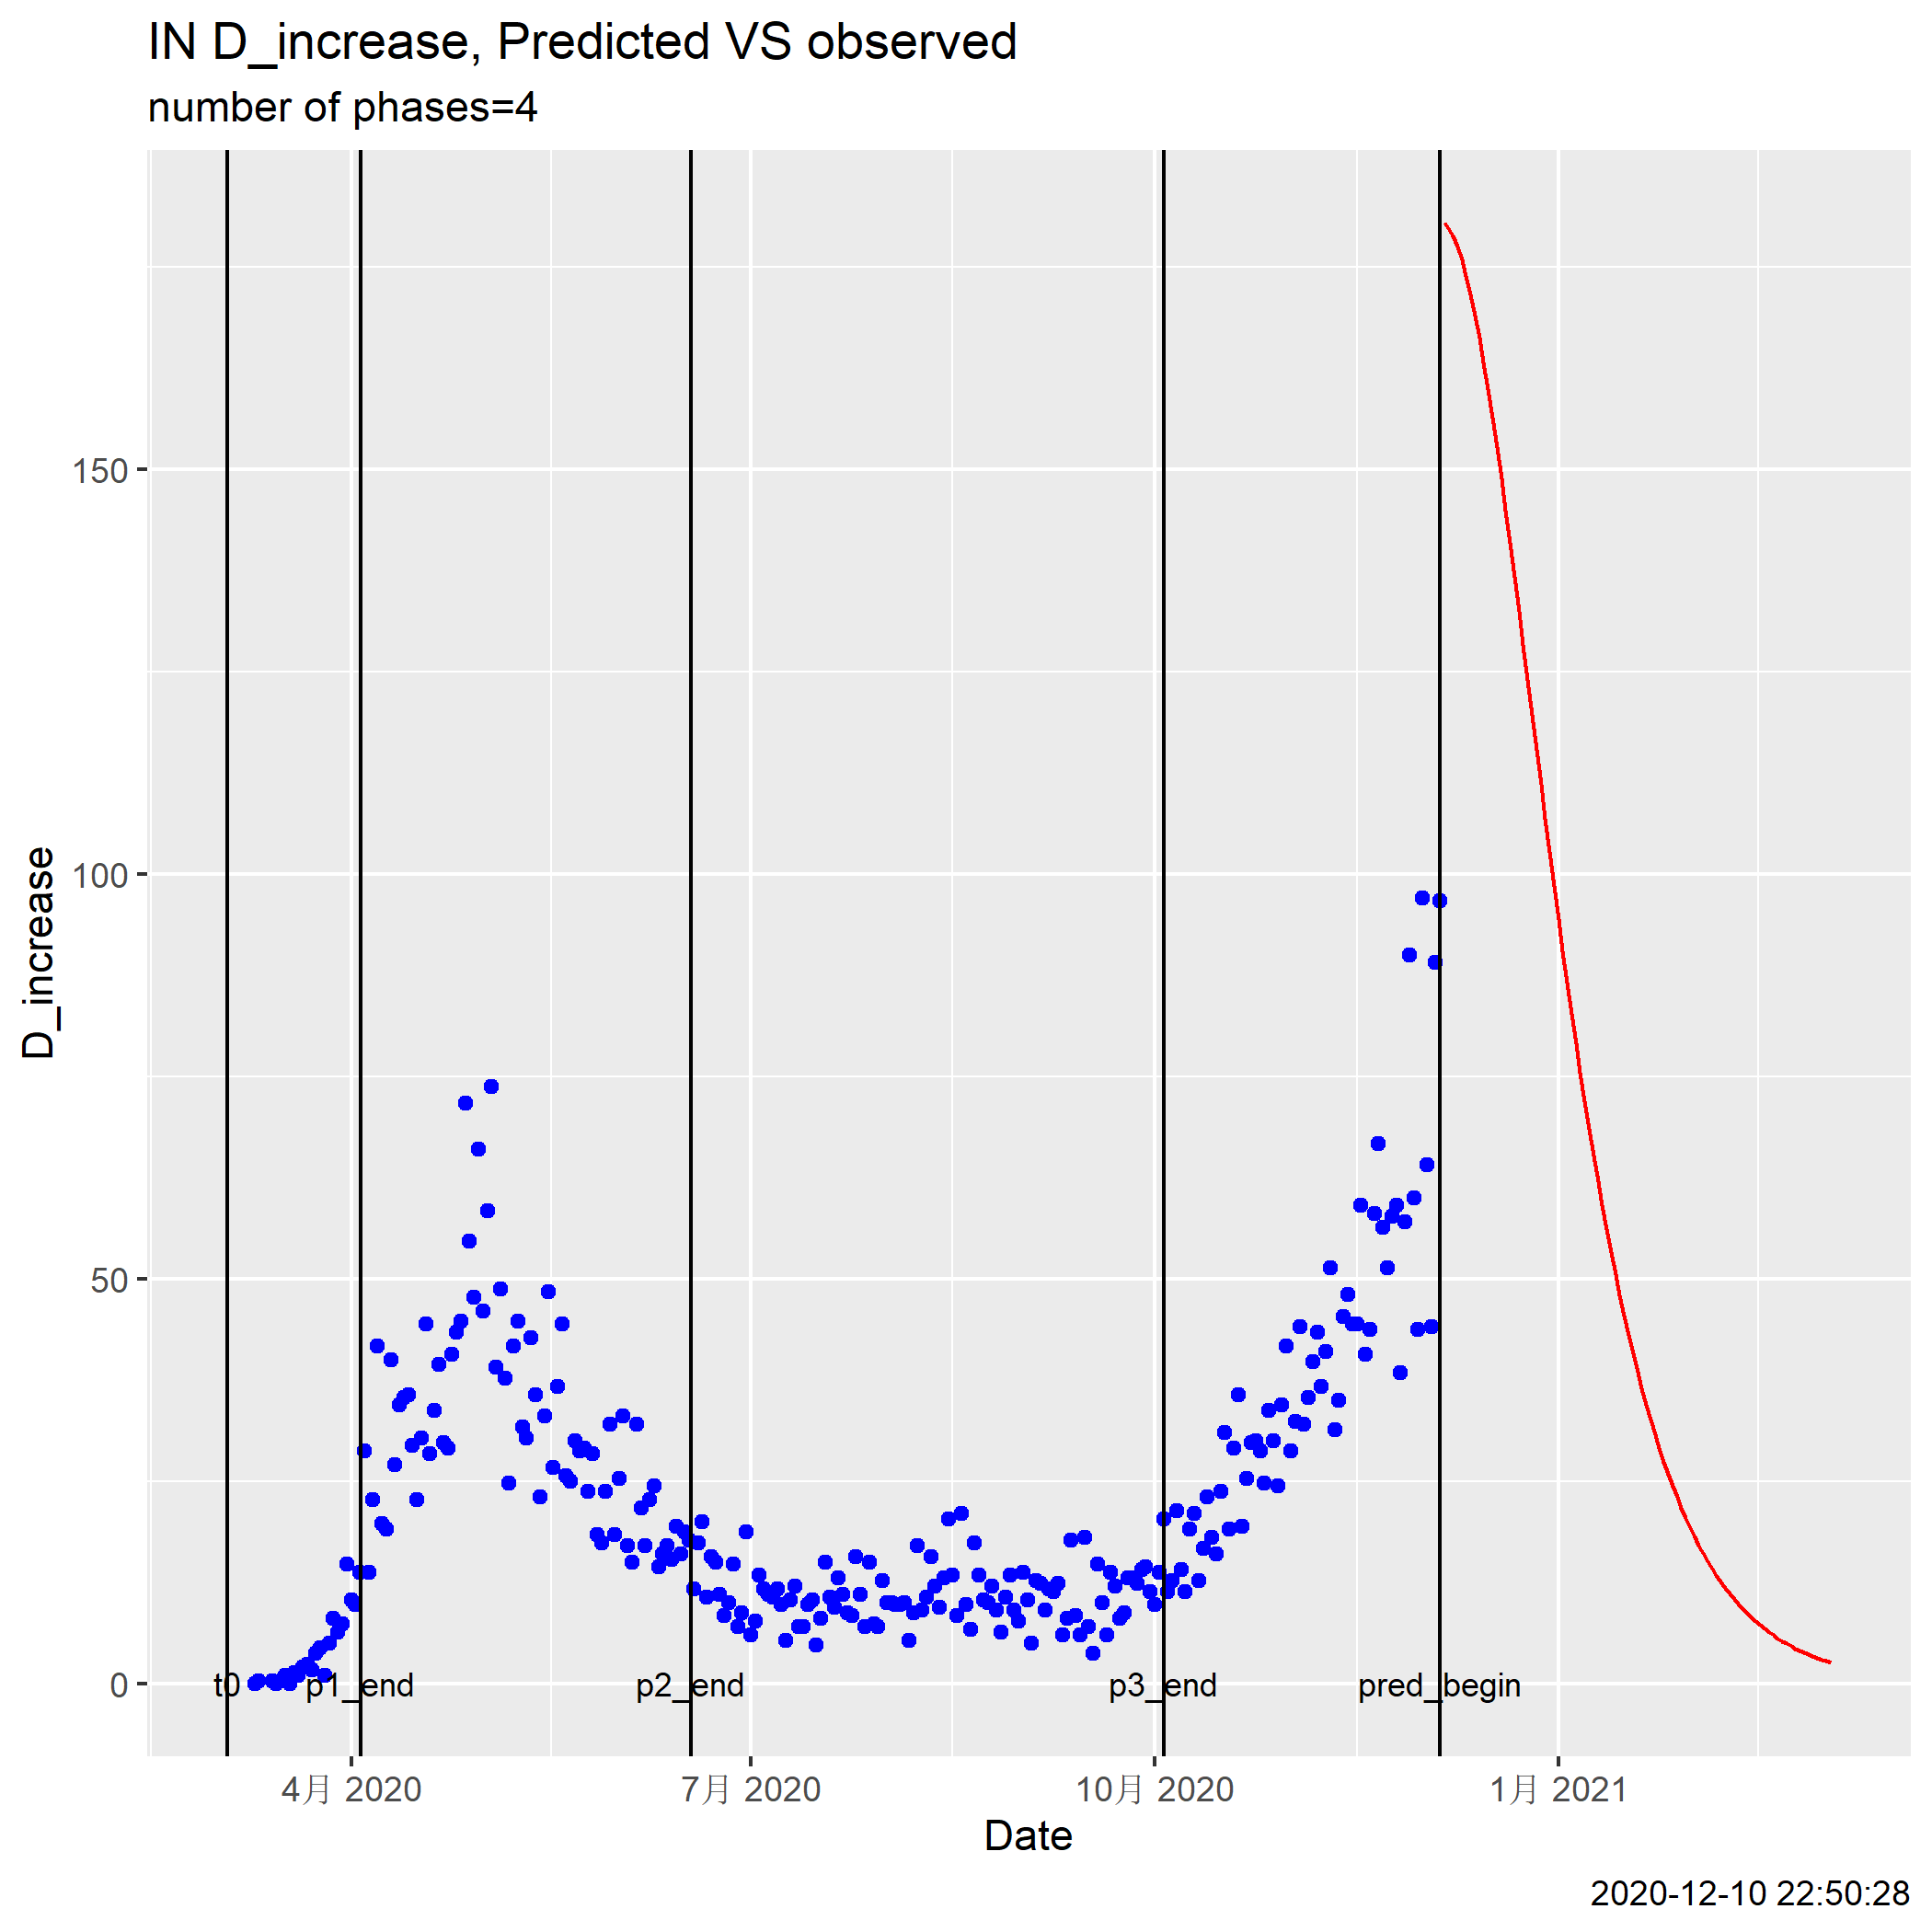 IN D_increase, Predicted VS observed
number of phases=4
150
100
50
0
D_increase
t0
p1_end
p2_end
p3_end
pred_begin
4月 2020
7月 2020
10月 2020
1月 2021
Date
2020-12-10 22:50:28